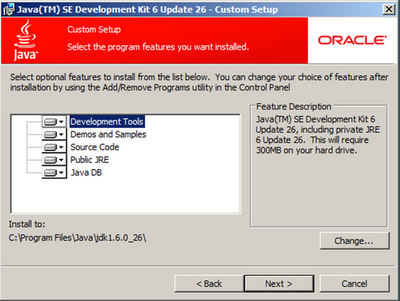 Java(TM) SE Development Kit 6 Update 26 - Custom Setup
Java™
Custom Setup
Select the program features you want installed.
ORACLE®
Select optional features to install from the list below. You can change your choice of features after
installation by using the Add/Remove Programs utility in the Control Panel
Development Tools
Demos and Samples
Source Code
Public JRE
Java DB
Feature Description
Java(TM) SE Development Kit 6
Update 26, including private JRE
6 Update 26. This will require
300MB on your hard drive.
Install to:
C:\Program Files\Java\jdk1.6.0_26\
Change...
< Back
Next >
Cancel